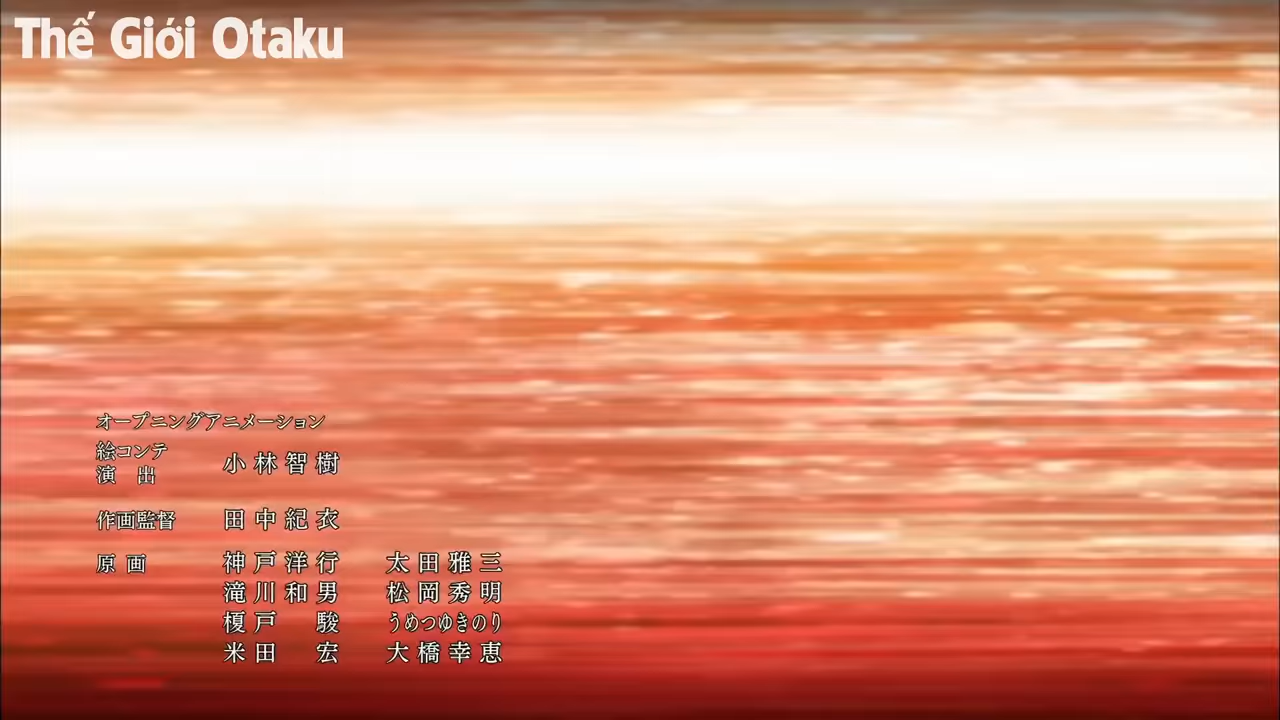 Thế Giới Otaku
オープニングアニメーション
絵コンテ
演出 小林智樹
作画監督 田中紀衣
原画 神戸洋行 太田雅三
滝川和男 松岡秀明
榎戸 駿 うめつゆきのり
米田 宏 大橋幸恵